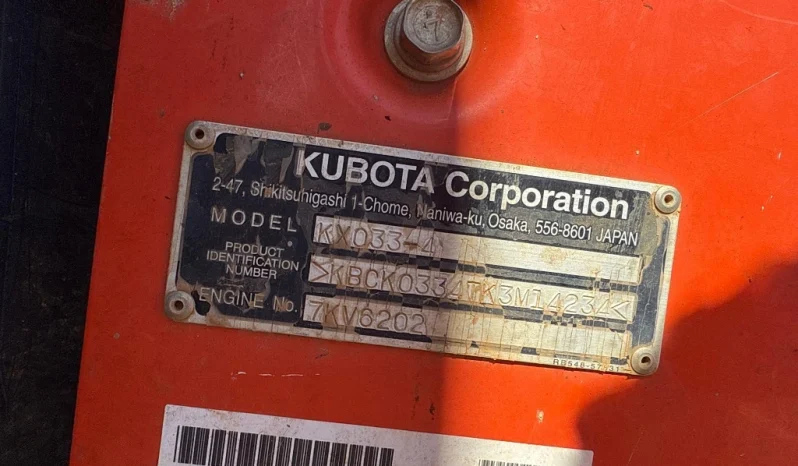 KUBOTA Corporation
2-47, Shikitsuhigashi 1-Chome, Naniwa-ku, Osaka, 556-8601 JAPAN
MODEL KX033-4
PRODUCT
IDENTIFICATION
NUMBER >KBCK0334TK3M14234<
ENGINE No. 7KV6202